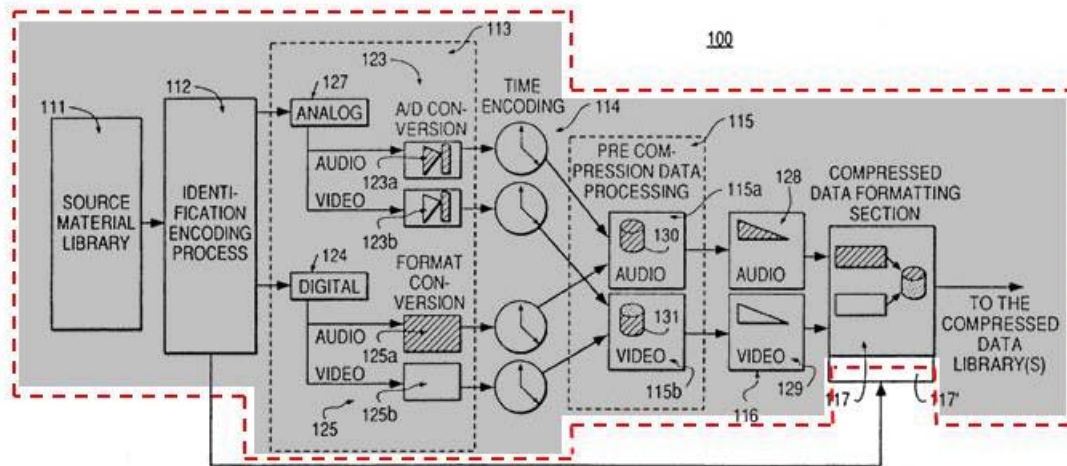 100
111
SOURCE
MATERIAL
LIBRARY
112
IDENTI-
FICATION
ENCODING
PROCESS
113
123
127
ANALOG
A/D CON-
VERSION
AUDIO
123a
VIDEO
123b
124
DIGITAL
FORMAT
CON-
VERSION
AUDIO
125a
VIDEO
125b
125
TIME
ENCODING
114
115
PRE COM-
PRESSION DATA
PROCESSING
115a
130
AUDIO
131
VIDEO
115b
128
AUDIO
VIDEO
129
116
COMPRESSED
DATA FORMATTING
SECTION
117
117'
TO THE
COMPRESSED
DATA
LIBRARY(S)